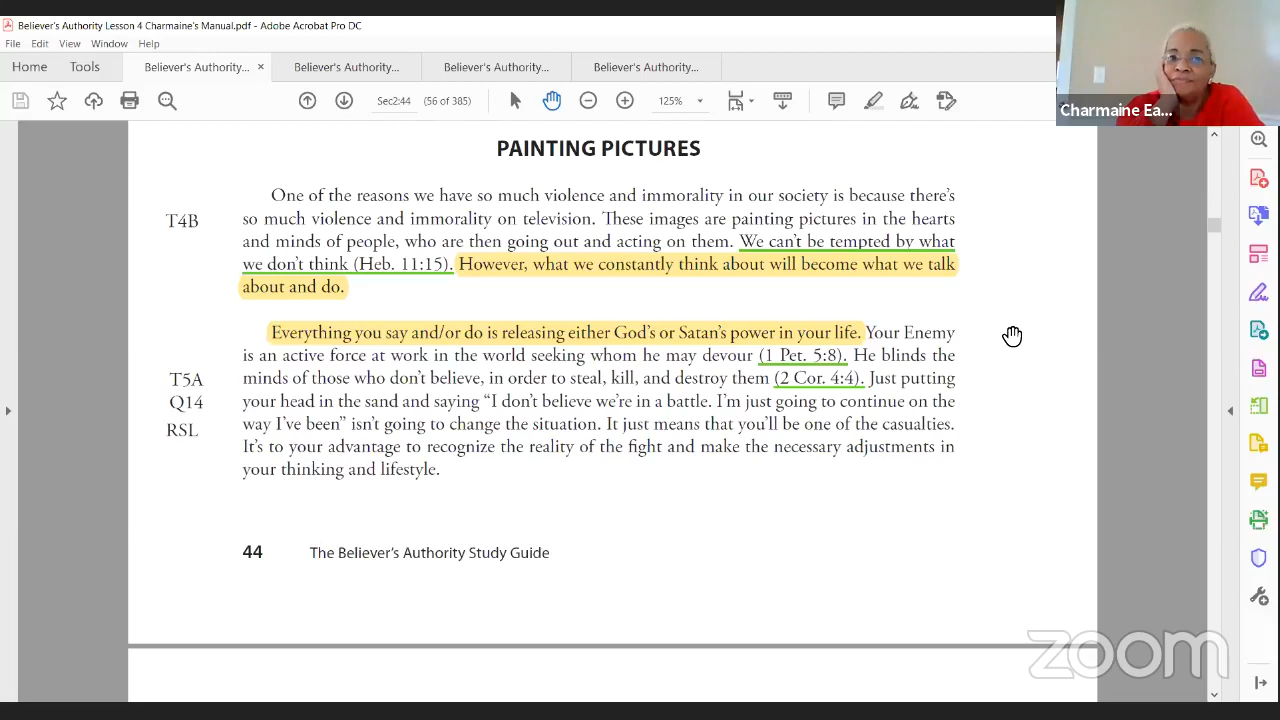 Believer's Authority Lesson 4 Charmaine's Manual.pdf - Adobe Acrobat Pro DC
File Edit View Window Help
Home Tools Believer's Authority... × Believer's Authority... Believer's Authority... Believer's Authority...
Sec2:44 (56 of 385) 125%
Charmaine Ea...
PAINTING PICTURES
One of the reasons we have so much violence and immorality in our society is because there's
T4B so much violence and immorality on television. These images are painting pictures in the hearts
and minds of people, who are then going out and acting on them. We can't be tempted by what
we don't think (Heb. 11:15). However, what we constantly think about will become what we talk
about and do.
Everything you say and/or do is releasing either God's or Satan's power in your life. Your Enemy
is an active force at work in the world seeking whom he may devour (1 Pet. 5:8). He blinds the
T5A minds of those who don't believe, in order to steal, kill, and destroy them (2 Cor. 4:4). Just putting
Q14 your head in the sand and saying “I don't believe we're in a battle. I'm just going to continue on the
RSL way I've been” isn't going to change the situation. It just means that you'll be one of the casualties.
It's to your advantage to recognize the reality of the fight and make the necessary adjustments in
your thinking and lifestyle.
44 The Believer's Authority Study Guide
zoom